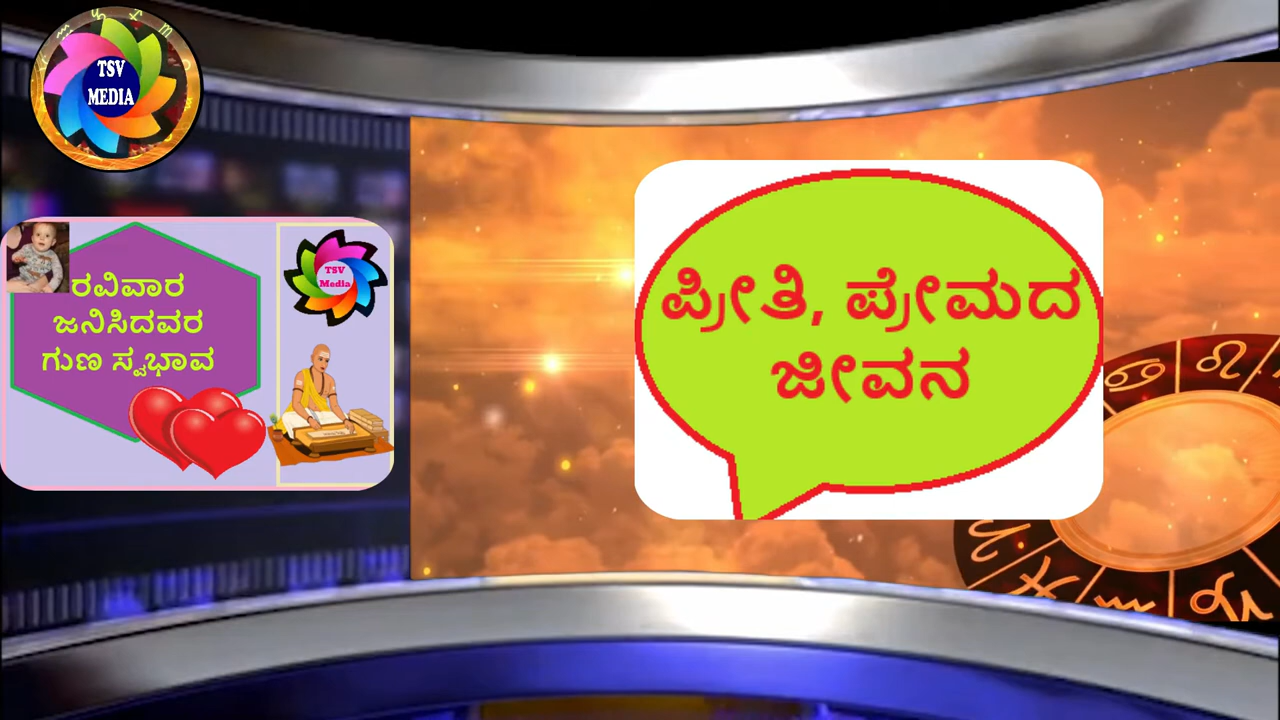 TSV
MEDIA
ರವಿವಾರ
ಜನಿಸಿದವರ
ಗುಣ ಸ್ವಭಾವ
TSV
Media
ಪ್ರೀತಿ, ಪ್ರೇಮದ
ಜೀವನ